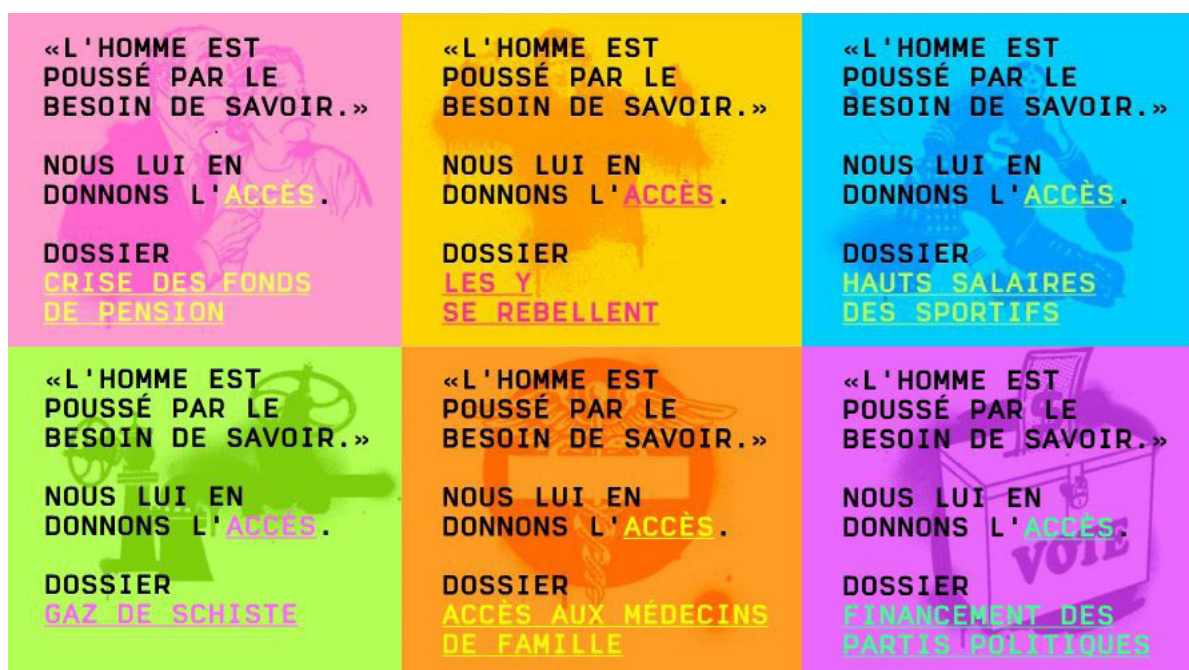 «L'HOMME EST
POUSSÉ PAR LE
BESOIN DE SAVOIR.»
NOUS LUI EN
DONNONS L'ACCÈS.
DOSSIER
CRISE DES FONDS
DE PENSION
«L'HOMME EST
POUSSÉ PAR LE
BESOIN DE SAVOIR.»
NOUS LUI EN
DONNONS L'ACCÈS.
DOSSIER
LES Y
SE REBELLENT
«L'HOMME EST
POUSSÉ PAR LE
BESOIN DE SAVOIR.»
NOUS LUI EN
DONNONS L'ACCÈS.
DOSSIER
HAUTS SALAIRES
DES SPORTIFS
S
«L'HOMME EST
POUSSÉ PAR LE
BESOIN DE SAVOIR.»
NOUS LUI EN
DONNONS L'ACCÈS.
DOSSIER
GAZ DE SCHISTE
«L'HOMME EST
POUSSÉ PAR LE
BESOIN DE SAVOIR.»
NOUS LUI EN
DONNONS L'ACCÈS.
DOSSIER
ACCÈS AUX MÉDECINS
DE FAMILLE
«L'HOMME EST
POUSSÉ PAR LE
BESOIN DE SAVOIR.»
NOUS LUI EN
DONNONS L'ACCÈS.
DOSSIER
FINANCEMENT DES
PARTIS POLITIQUES
$
VOTE